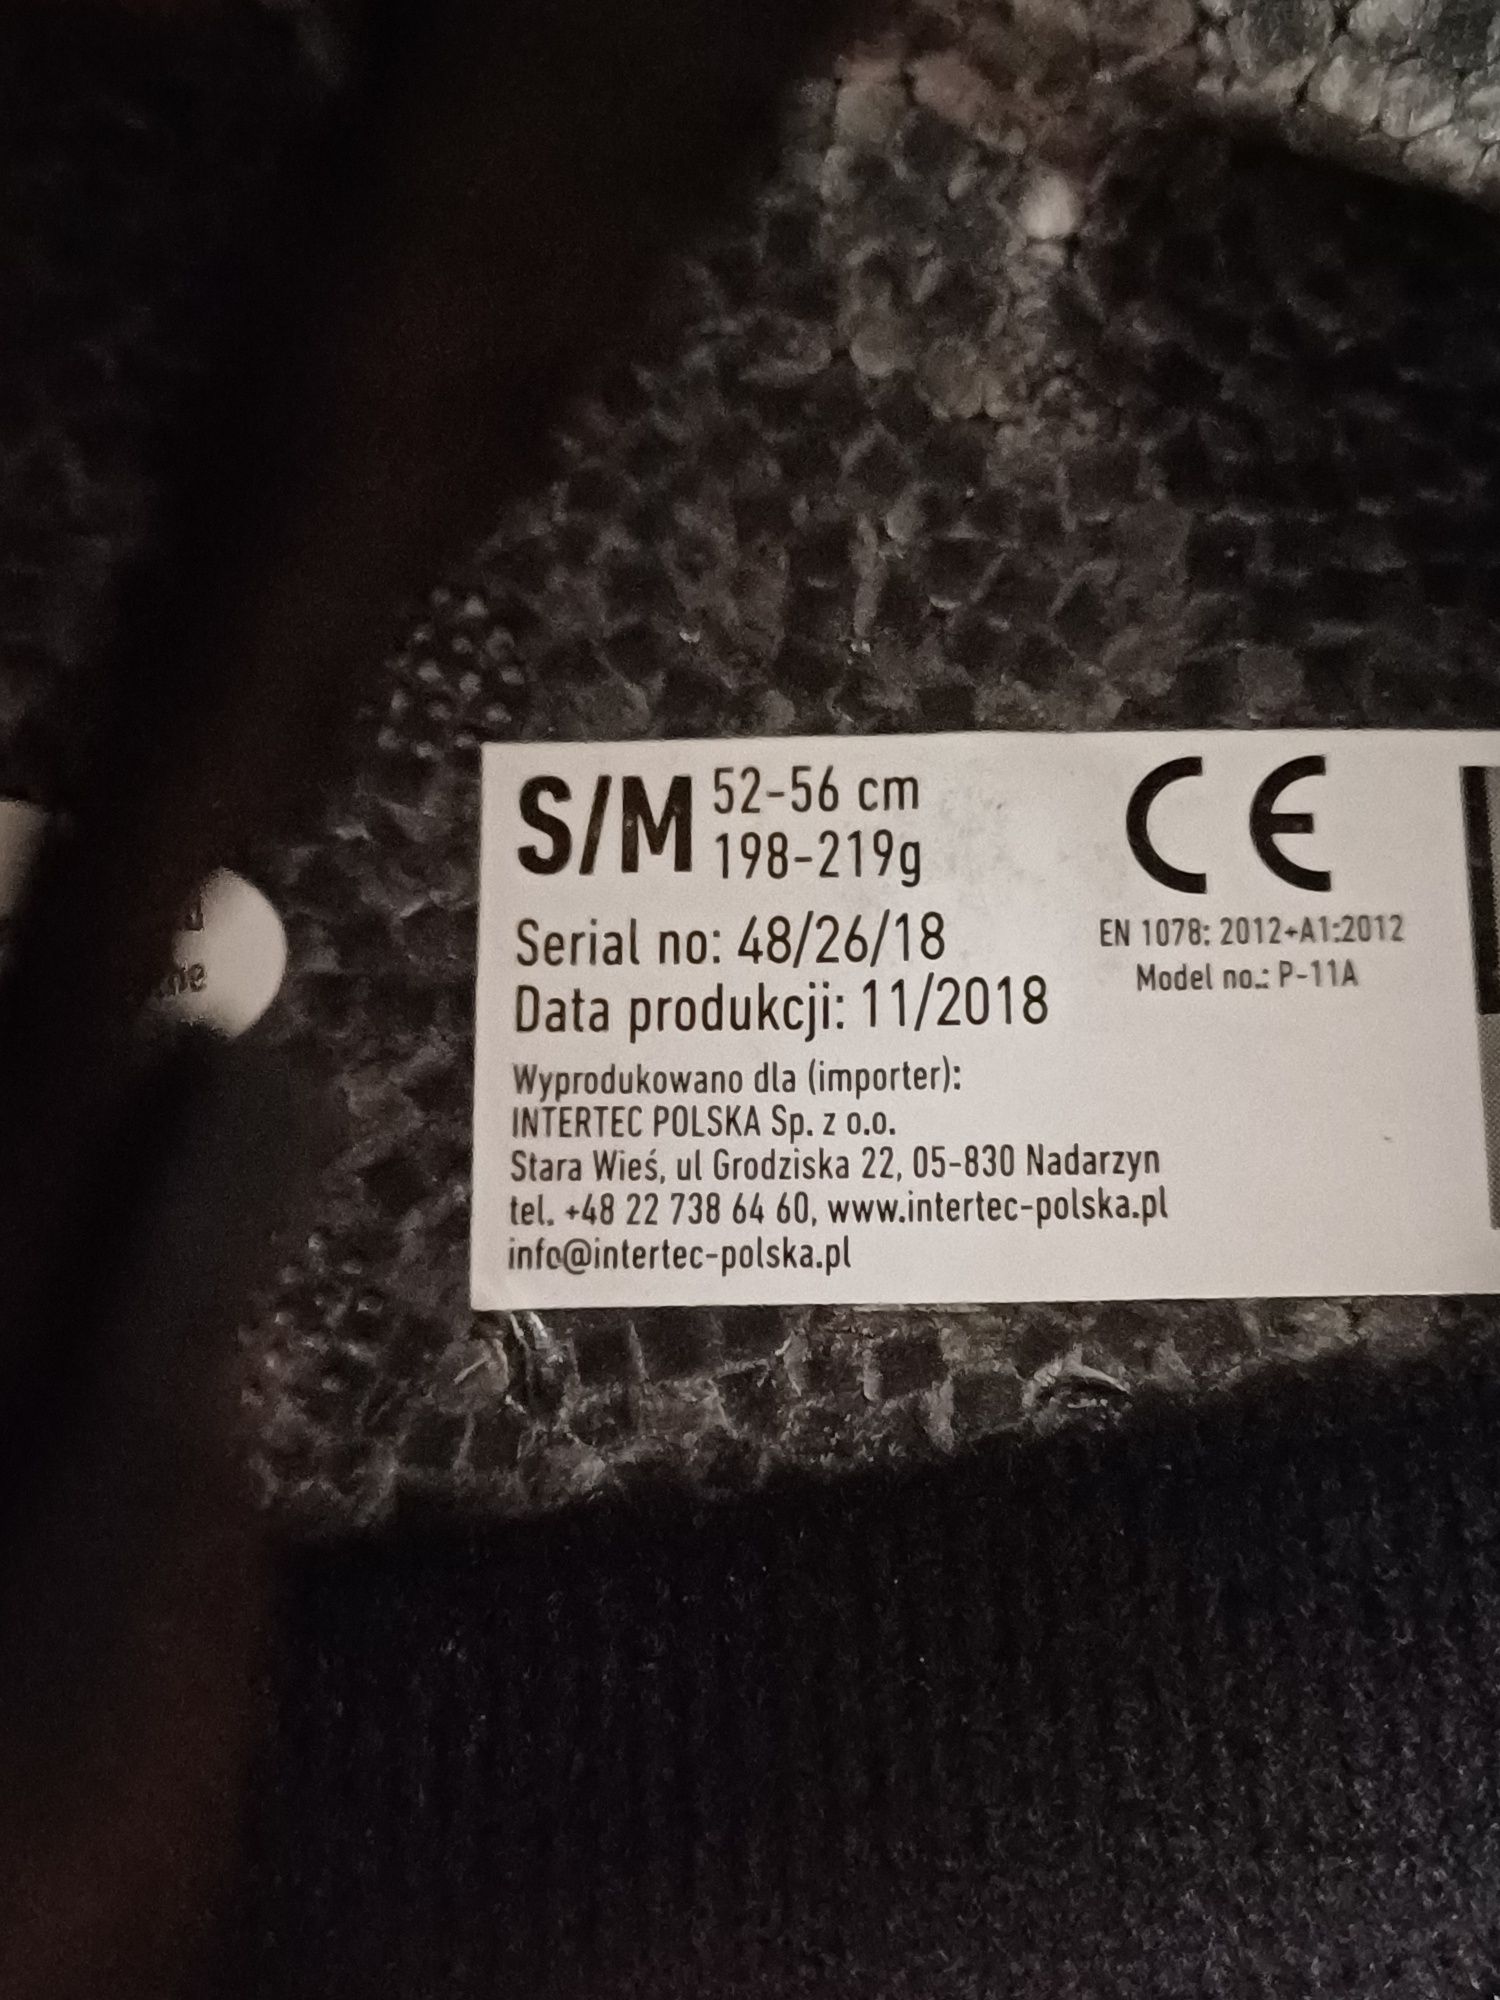 S/M 52-56 cm
198-219g
Serial no: 48/26/18
Data produkcji: 11/2018
Wyprodukowano dla (importer):
INTERTEC POLSKA Sp. z o.o.
Stara Wieś, ul Grodziska 22, 05-830 Nadarzyn
tel. +48 22 738 64 60, www.intertec-polska.pl
info@intertec-polska.pl
CE
EN 1078: 2012+A1:2012
Model no.: P-11A